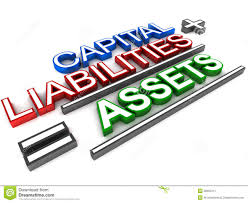 CAPITAL +
LIABILITIES
= ASSETS